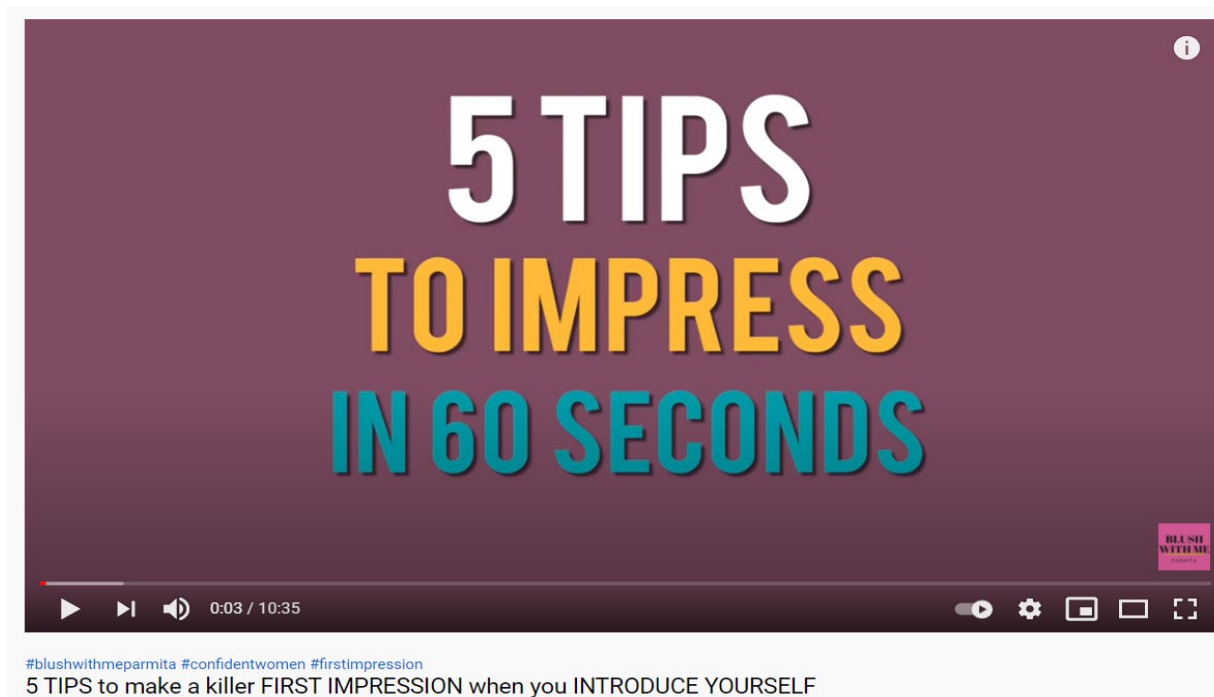 5 TIPS
TO IMPRESS
IN 60 SECONDS
BLUSH
WITH ME
PARMITA
0:03 / 10:35
#blushwithmeparmita #confidentwomen #firstimpression
5 TIPS to make a killer FIRST IMPRESSION when you INTRODUCE YOURSELF